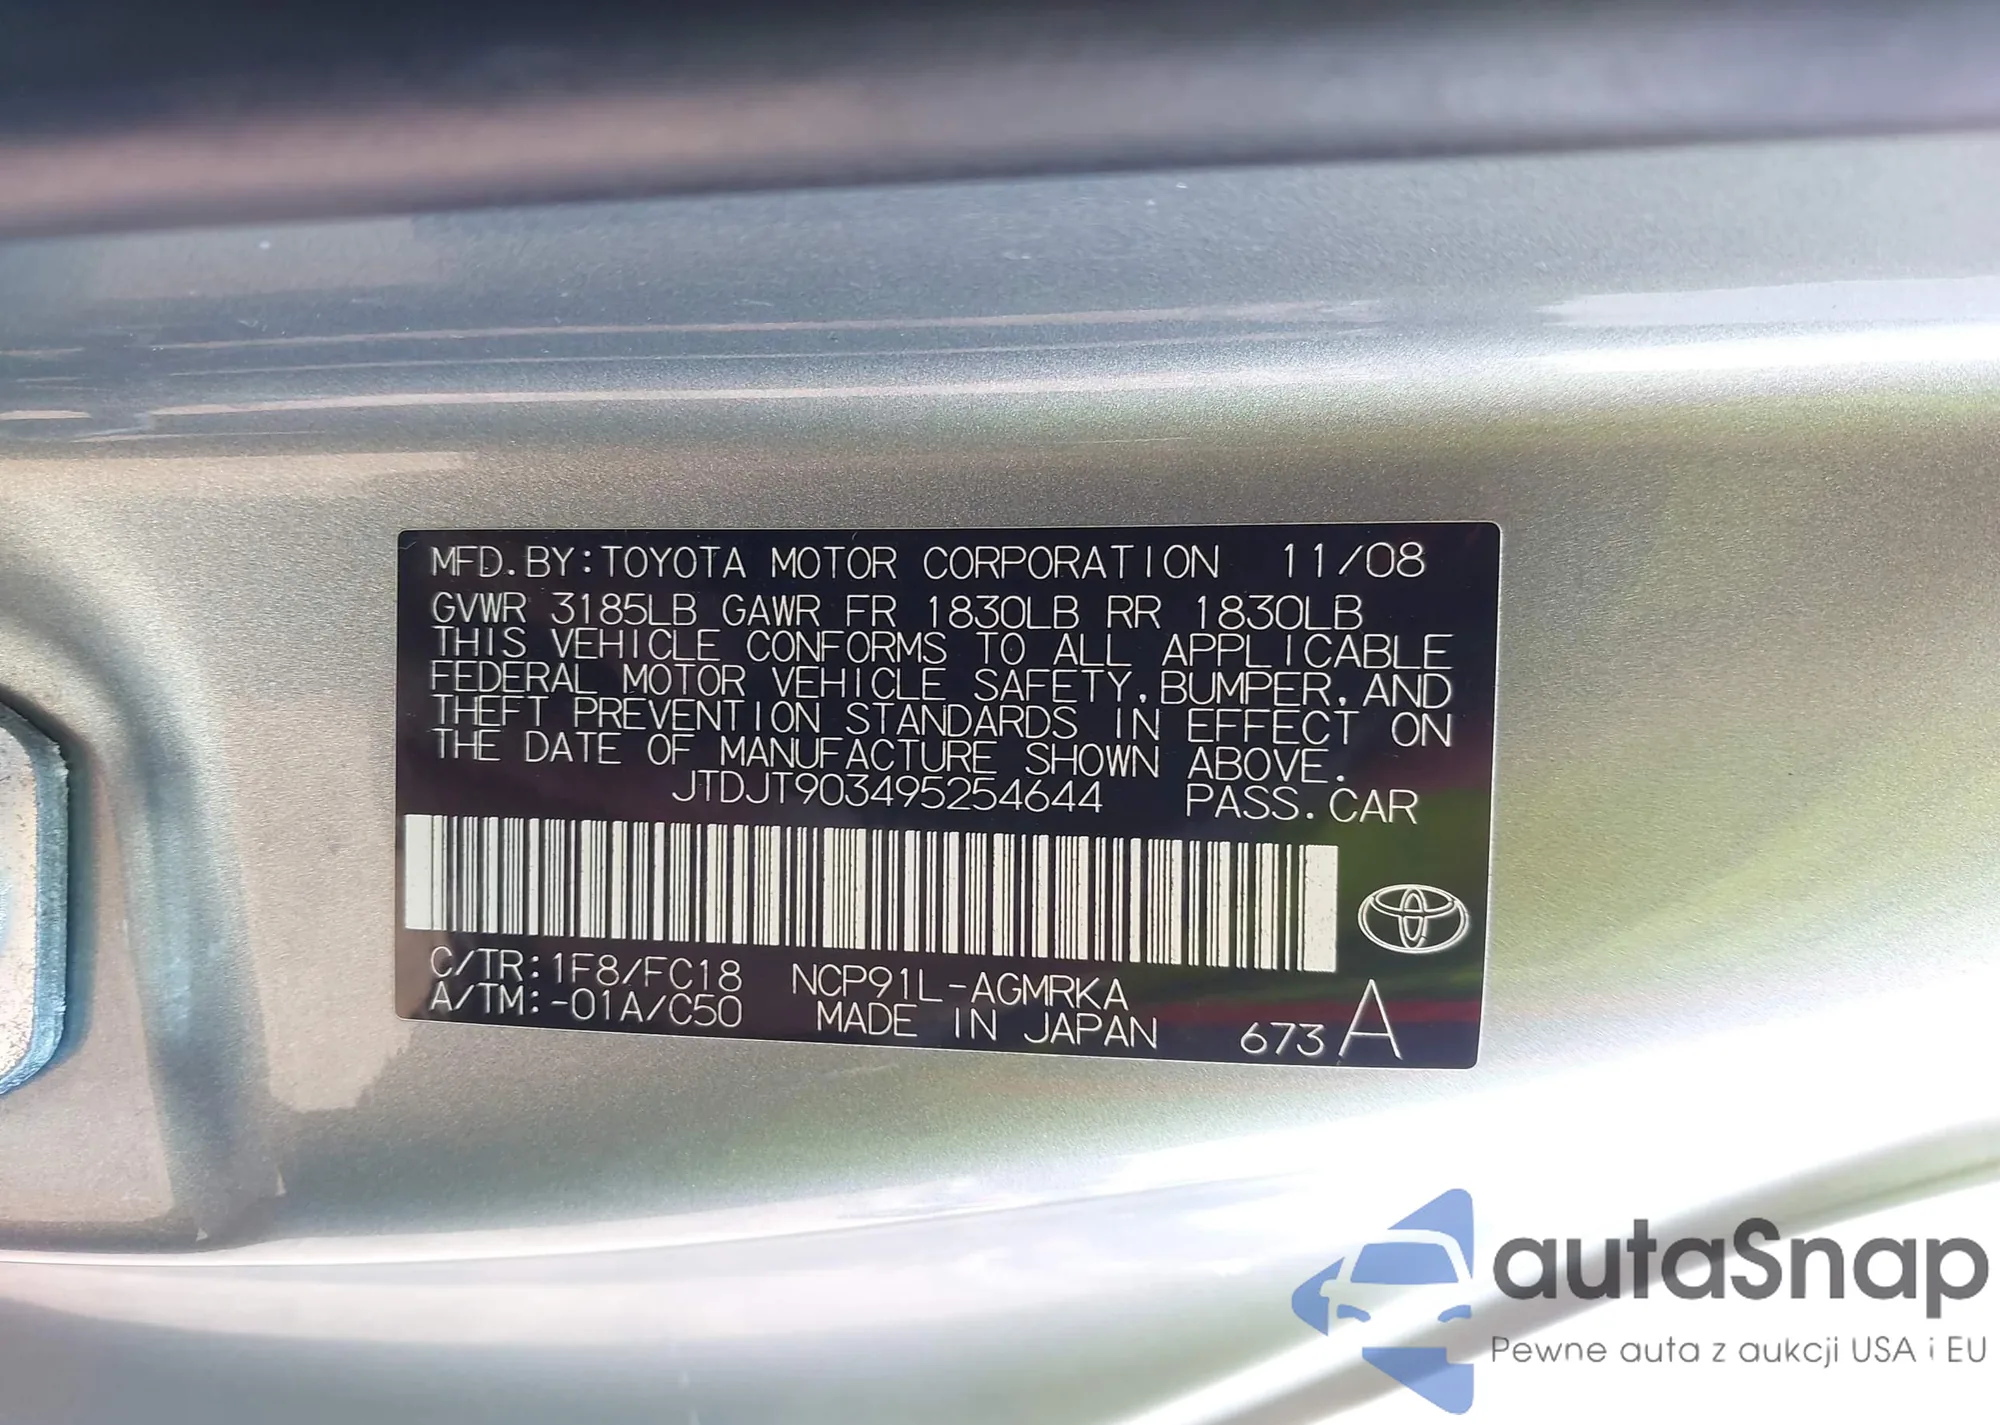 MFD. BY: TOYOTA MOTOR CORPORATION 11/08
GVWR 3185LB GAWR FR 1830LB RR 1830LB
THIS VEHICLE CONFORMS TO ALL APPLICABLE
FEDERAL MOTOR VEHICLE SAFETY, BUMPER, AND
THEFT PREVENTION STANDARDS IN EFFECT ON
THE DATE OF MANUFACTURE SHOWN ABOVE.
JTDJT903495254644 PASS. CAR
C/TR: 1F8/FC18 NCP91L-AGMRKA
A/TM: -01A/C50 MADE IN JAPAN 673 A
autaSnap
Pewne auta z aukcji USA i EU